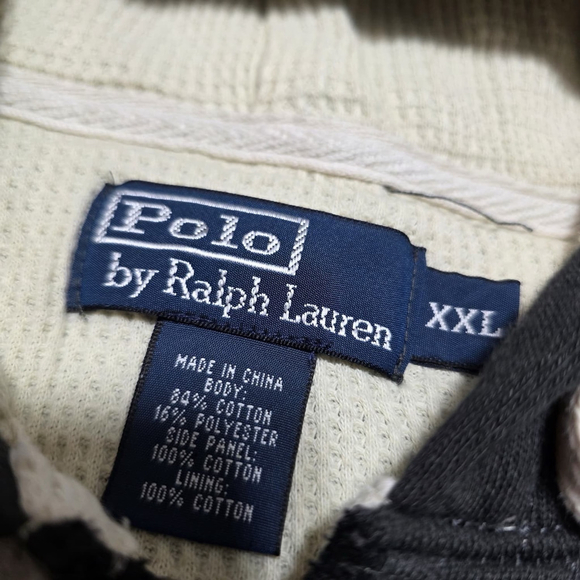 Polo
by Ralph Lauren
XXL
MADE IN CHINA
BODY:
84% COTTON
16% POLYESTER
SIDE PANEL:
100% COTTON
LINING:
100% COTTON